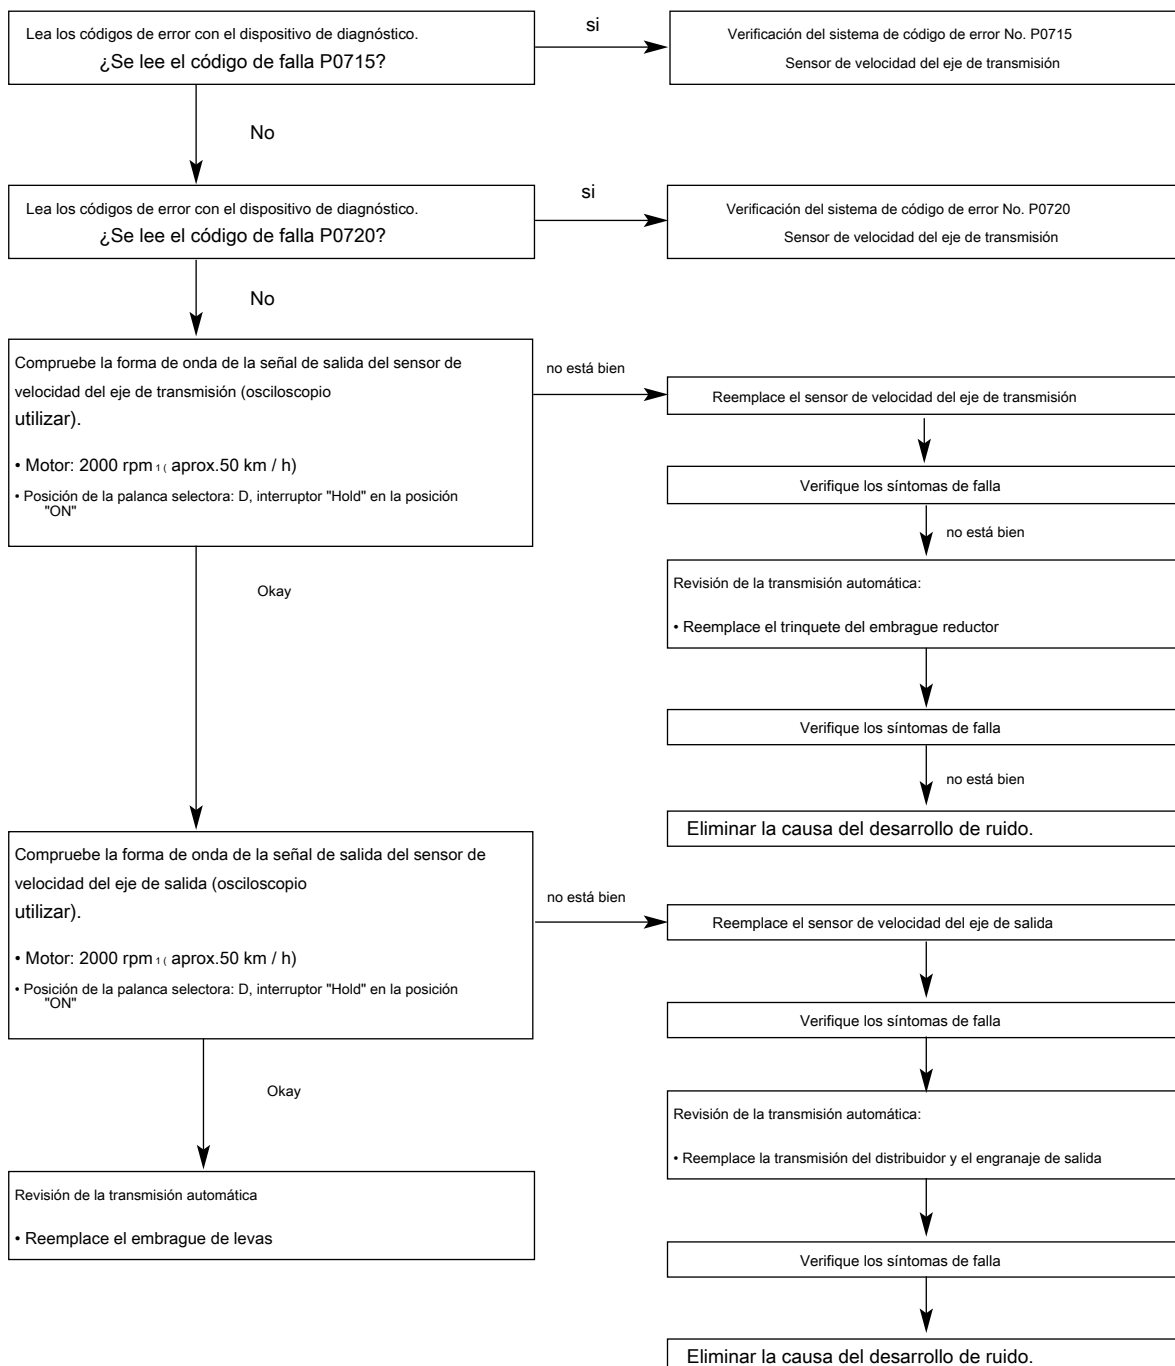 Lea los códigos de error con el dispositivo de diagnóstico.
¿Se lee el código de falla P0715?
si
Verificación del sistema de código de error No. P0715
Sensor de velocidad del eje de transmisión
No
Lea los códigos de error con el dispositivo de diagnóstico.
¿Se lee el código de falla P0720?
si
Verificación del sistema de código de error No. P0720
Sensor de velocidad del eje de transmisión
No
Compruebe la forma de onda de la señal de salida del sensor de
velocidad del eje de transmisión (osciloscopio
utilizar).
• Motor: 2000 rpm 1 ( aprox.50 km / h)
• Posición de la palanca selectora: D, interruptor "Hold" en la posición
"ON"
no está bien
Reemplace el sensor de velocidad del eje de transmisión
Verifique los síntomas de falla
no está bien
Revisión de la transmisión automática:
• Reemplace el trinquete del embrague reductor
Verifique los síntomas de falla
no está bien
Eliminar la causa del desarrollo de ruido.
Okay
Compruebe la forma de onda de la señal de salida del sensor de
velocidad del eje de salida (osciloscopio
utilizar).
• Motor: 2000 rpm 1 ( aprox.50 km / h)
• Posición de la palanca selectora: D, interruptor "Hold" en la posición
"ON"
no está bien
Reemplace el sensor de velocidad del eje de salida
Verifique los síntomas de falla
Revisión de la transmisión automática:
• Reemplace la transmisión del distribuidor y el engranaje de salida
Verifique los síntomas de falla
Eliminar la causa del desarrollo de ruido.
Okay
Revisión de la transmisión automática
• Reemplace el embrague de levas